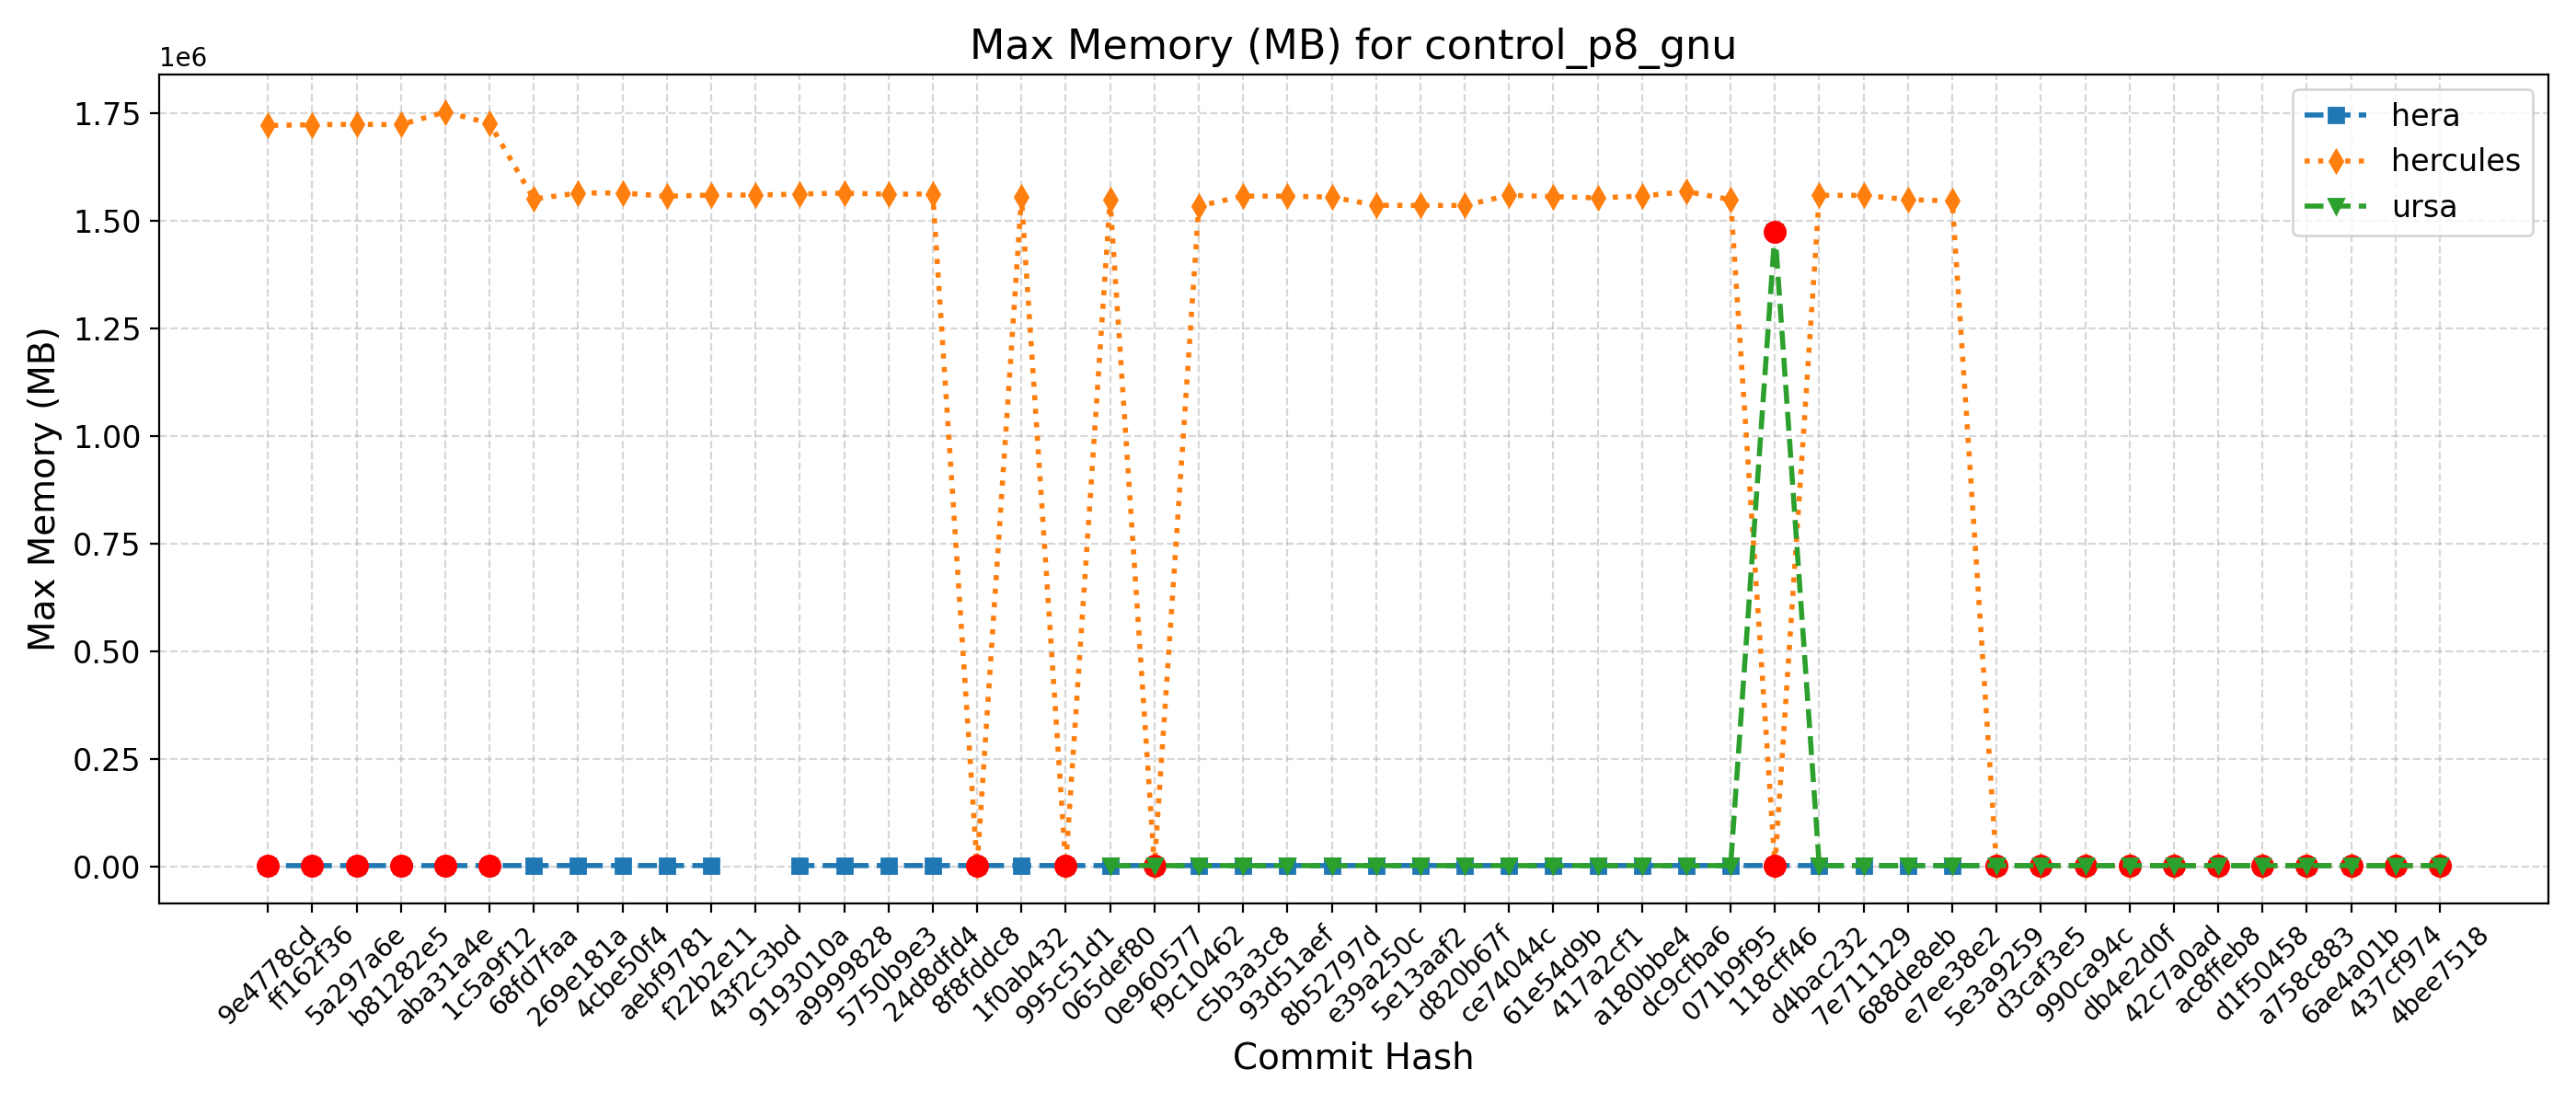 Max Memory (MB) for control_p8_gnu
1e6
1.75
1.50
1.25
1.00
0.75
0.50
0.25
0.00
Max Memory (MB)
hera
hercules
ursa
9e4778cd
ff162f36
5a297a6e
b81282e5
aba31a4e
1c5a9f12
68fd7faa
269e181a
4cbe50f4
aebf9781
f22b2e11
43f2c3bd
9193010a
a9999828
5750b9e3
24d8dfd4
8f8fddc8
1f0ab432
995c51d1
065def80
0e960577
f9c10462
c5b3a3c8
93d51aef
8b52797d
e39a250c
5e13aaf2
d820b67f
ce74044c
61e54d9b
417a2cf1
a180bbe4
dc9cfba6
071b9f95
118cff46
d4bac232
7e711129
688de8eb
e7ee38e2
5e3a9259
d3caf3e5
990ca94c
db4e2d0f
42c7a0ad
ac8ffeb8
d1f50458
a758c883
6ae4a01b
437cf974
4bee7518
Commit Hash